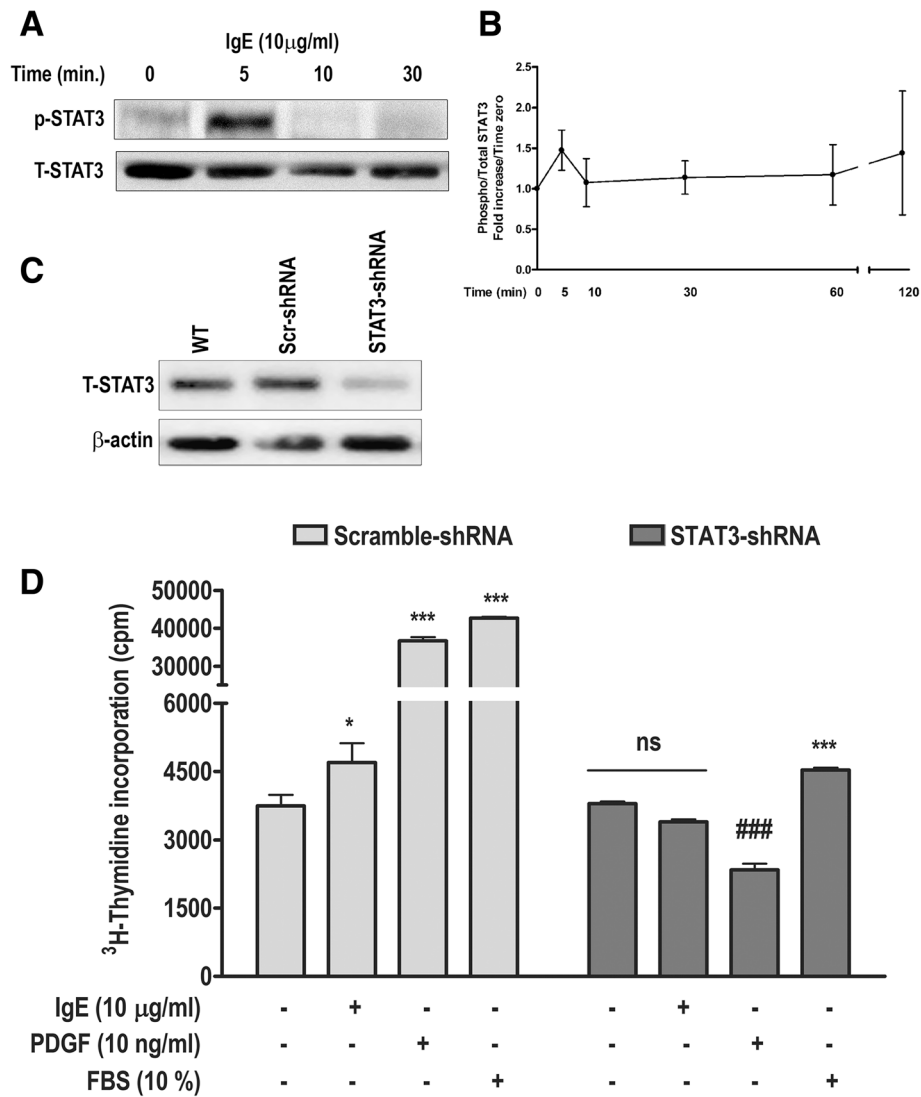 A
IgE (10μg/ml)
Time (min.) 0 5 10 30
p-STAT3
T-STAT3
B
Phospho/Total STAT3
Fold increase/Time zero
2.5
2.0
1.5
1.0
0.5
0.0
Time (min) 0 5 10 30 60 120
C
WT Scr-shRNA STAT3-shRNA
T-STAT3
β-actin
Scramble-shRNA STAT3-shRNA
D
³H-Thymidine incorporation (cpm)
50000
40000
30000
6000
4500
3000
1500
0
* *** *** ns ### ***
IgE (10 μg/ml) - + - - - + - -
PDGF (10 ng/ml) - - + - - - + -
FBS (10 %) - - - + - - - +